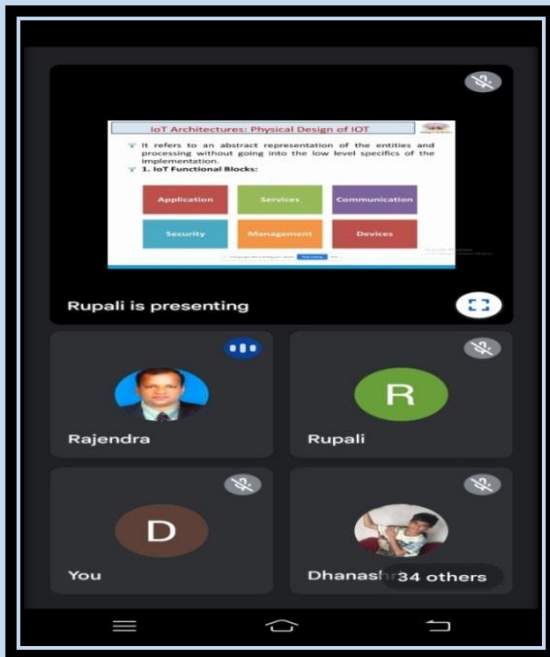 IoT Architectures: Physical Design of IOT
It refers to an abstract representation of the entities and
processing without going into the low level specifics of the
implementation.
1. IoT Functional Blocks:
Application Services Communication
Security Management Devices
Rupali is presenting
Rajendra
Rupali
D
R
You
Dhanashr
34 others